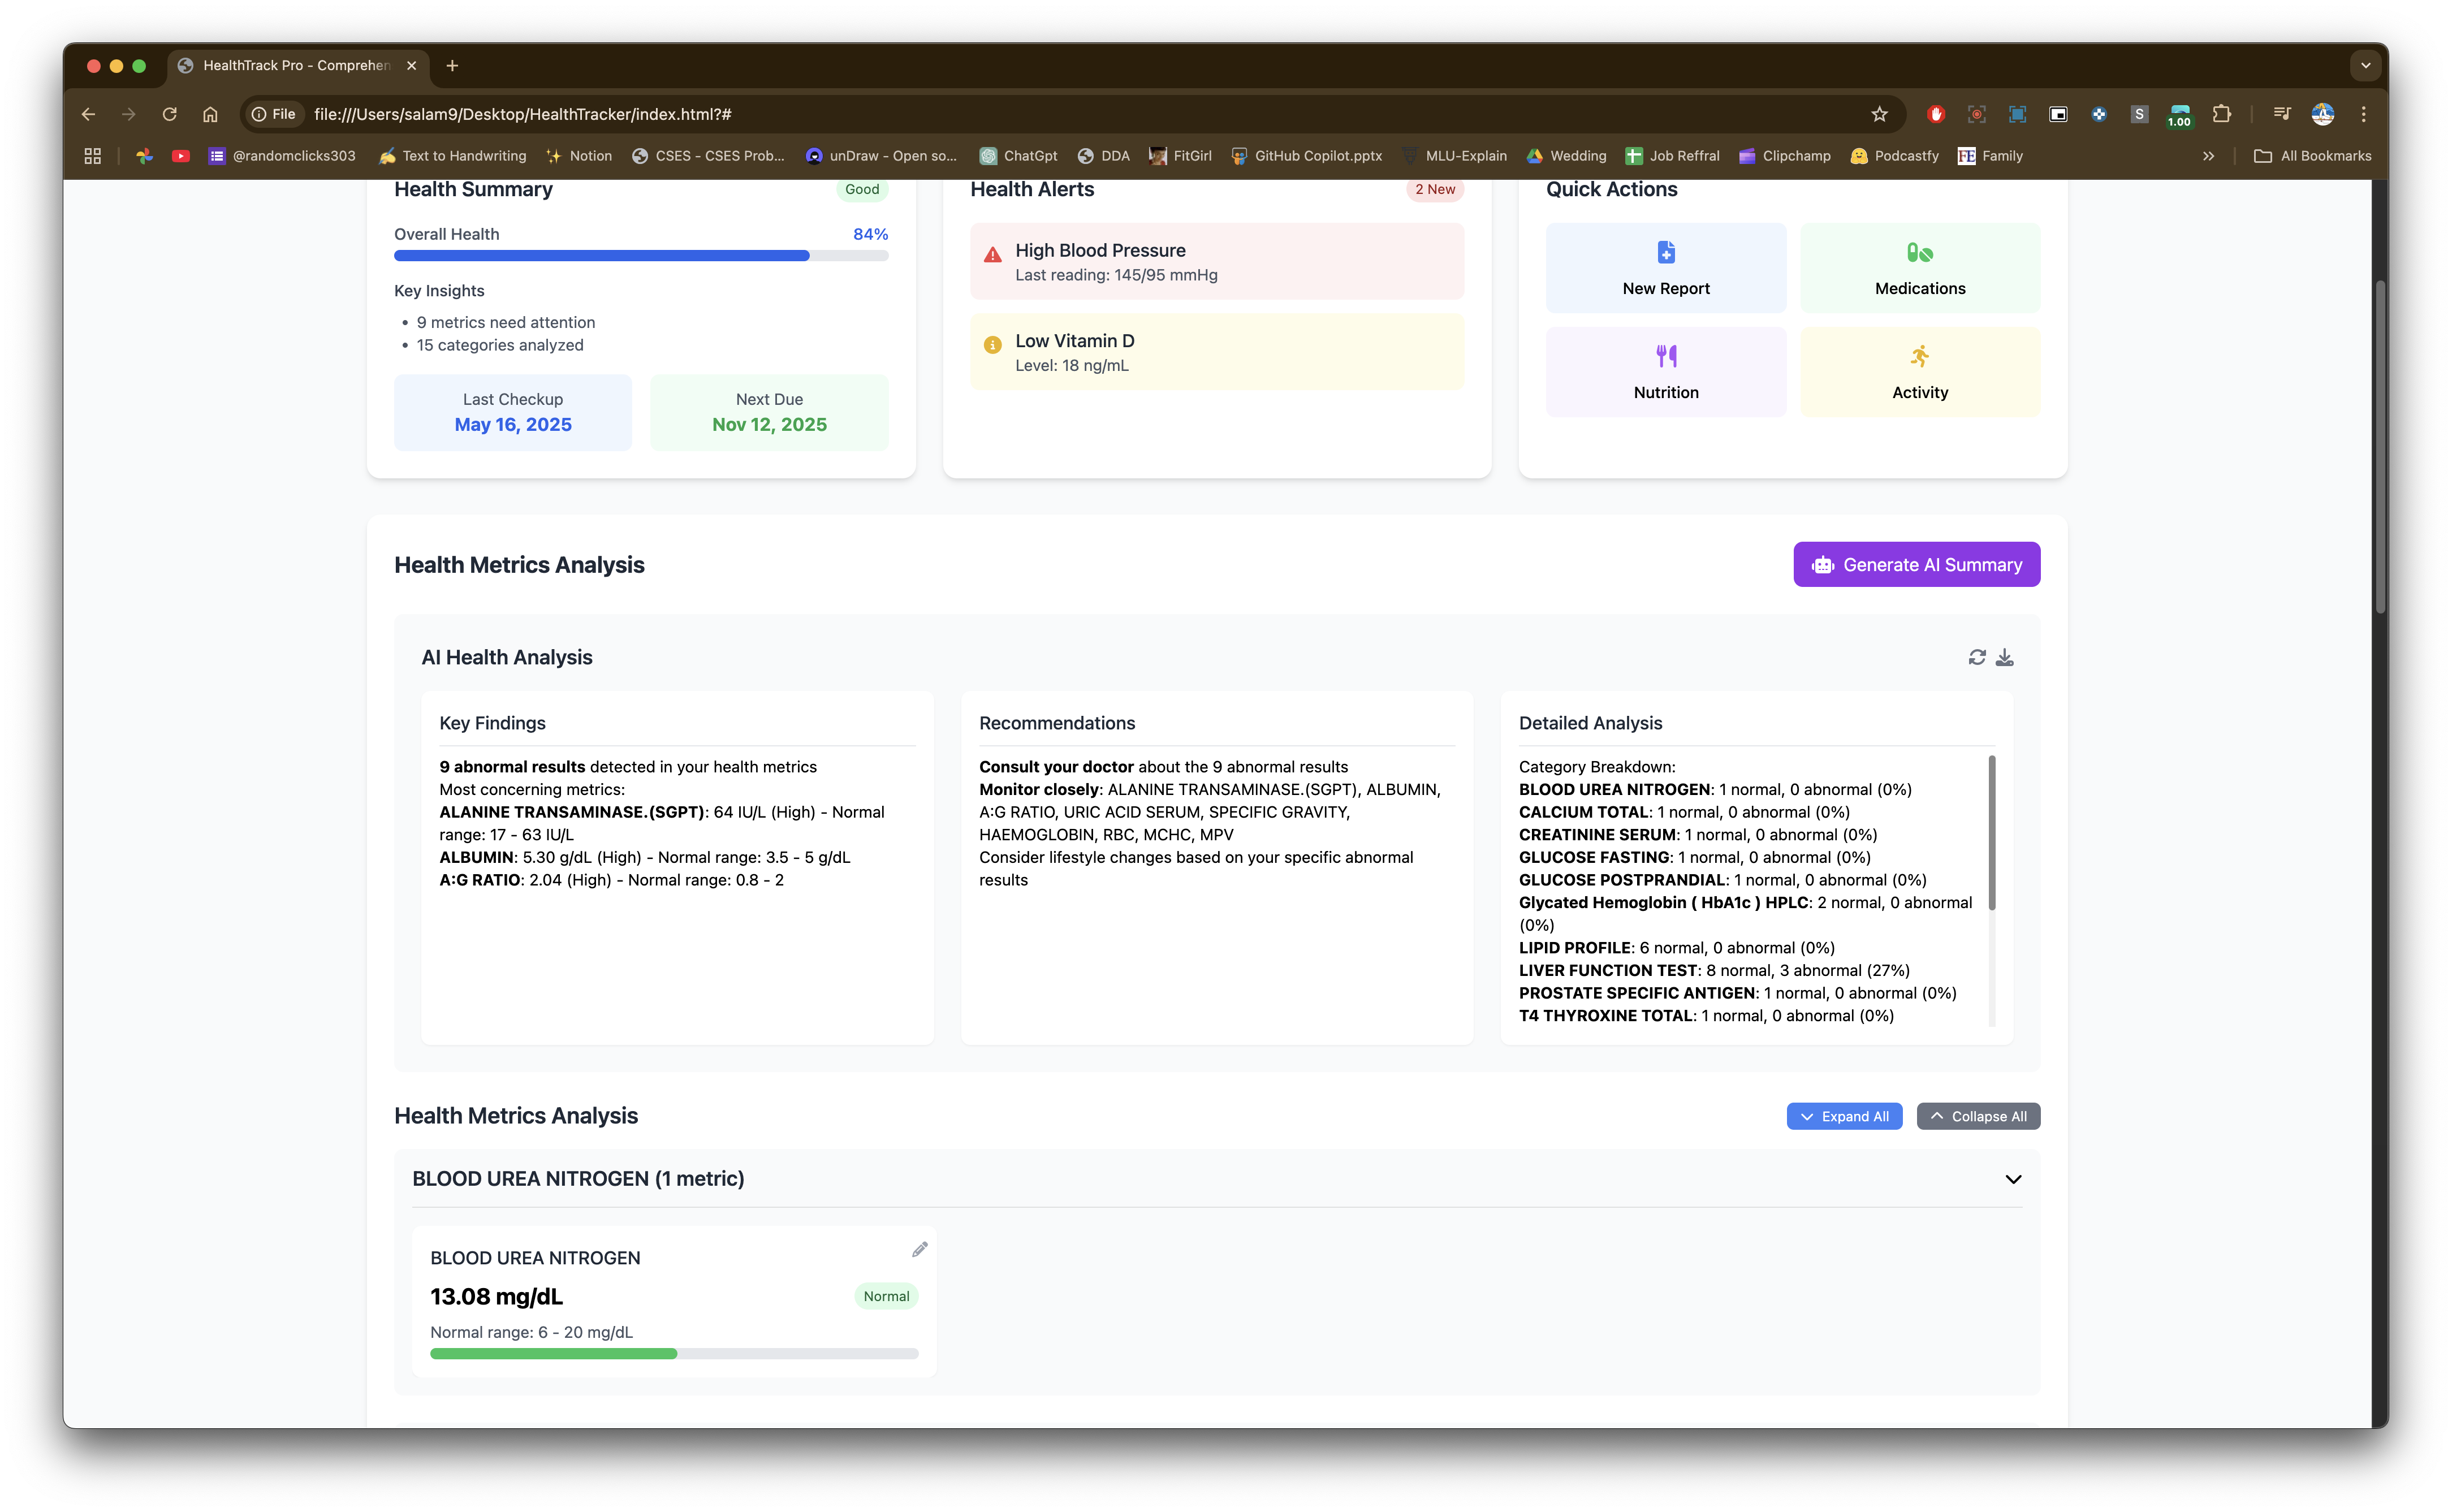 HealthTrack Pro - Comprehen
File
file:///Users/salam9/Desktop/HealthTracker/index.html?#
S
1.00
@randomclicks303
Text to Handwriting
Notion
CSES - CSES Prob...
unDraw - Open so...
ChatGpt
DDA
FitGirl
GitHub Copilot.pptx
MLU-Explain
Wedding
Job Reffral
Clipchamp
Podcastfy
FE Family
All Bookmarks
Health Summary
Good
Overall Health
84%
Key Insights
9 metrics need attention
15 categories analyzed
Last Checkup
May 16, 2025
Next Due
Nov 12, 2025
Health Alerts
2 New
High Blood Pressure
Last reading: 145/95 mmHg
Low Vitamin D
Level: 18 ng/mL
Quick Actions
New Report
Medications
Nutrition
Activity
Health Metrics Analysis
Generate AI Summary
AI Health Analysis
Key Findings
9 abnormal results detected in your health metrics
Most concerning metrics:
ALANINE TRANSAMINASE.(SGPT): 64 IU/L (High) - Normal
range: 17 - 63 IU/L
ALBUMIN: 5.30 g/dL (High) - Normal range: 3.5 - 5 g/dL
A:G RATIO: 2.04 (High) - Normal range: 0.8 - 2
Recommendations
Consult your doctor about the 9 abnormal results
Monitor closely: ALANINE TRANSAMINASE.(SGPT), ALBUMIN,
A:G RATIO, URIC ACID SERUM, SPECIFIC GRAVITY,
HAEMOGLOBIN, RBC, MCHC, MPV
Consider lifestyle changes based on your specific abnormal
results
Detailed Analysis
Category Breakdown:
BLOOD UREA NITROGEN: 1 normal, 0 abnormal (0%)
CALCIUM TOTAL: 1 normal, 0 abnormal (0%)
CREATININE SERUM: 1 normal, 0 abnormal (0%)
GLUCOSE FASTING: 1 normal, 0 abnormal (0%)
GLUCOSE POSTPRANDIAL: 1 normal, 0 abnormal (0%)
Glycated Hemoglobin ( HbA1c ) HPLC: 2 normal, 0 abnormal
(0%)
LIPID PROFILE: 6 normal, 0 abnormal (0%)
LIVER FUNCTION TEST: 8 normal, 3 abnormal (27%)
PROSTATE SPECIFIC ANTIGEN: 1 normal, 0 abnormal (0%)
T4 THYROXINE TOTAL: 1 normal, 0 abnormal (0%)
Health Metrics Analysis
Expand All
Collapse All
BLOOD UREA NITROGEN (1 metric)
BLOOD UREA NITROGEN
13.08 mg/dL
Normal
Normal range: 6 - 20 mg/dL